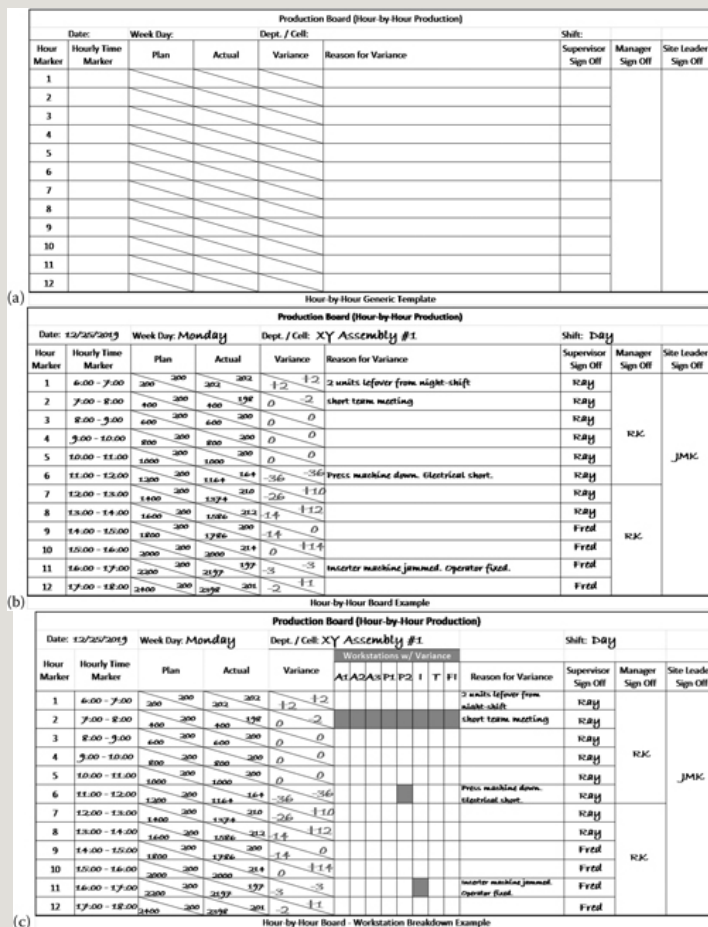 Production Board (Hour-by-Hour Production)
Date: Week Day: Dept. / Cell: Shift:
Hour Marker Hourly Time Marker Plan Actual Variance Reason for Variance Supervisor Sign Off Manager Sign Off Site Leader Sign Off
1
2
3
4
5
6
7
8
9
10
11
12
(a) Hour-by-Hour Generic Template
Production Board (Hour-by-Hour Production)
Date: 12/25/2019 Week Day: Monday Dept. / Cell: XY Assembly #1 Shift: Day
Hour Marker Hourly Time Marker Plan Actual Variance Reason for Variance Supervisor Sign Off Manager Sign Off Site Leader Sign Off
1 6:00 - 7:00 200 200 202 202 +2 +2 2 units lefover from night-shift Ray
2 7:00 - 8:00 400 200 400 198 0 -2 short team meeting Ray
3 8:00 - 9:00 600 200 600 200 0 0 Ray
4 9:00 - 10:00 800 200 800 200 0 0 Ray RK
5 10:00 - 11:00 1000 200 1000 200 0 0 Ray JMK
6 11:00 - 12:00 1200 200 1164 164 -36 -36 Press machine down. Electrical short. Ray
7 12:00 - 13:00 1400 200 1374 210 -26 +10 Ray
8 13:00 - 14:00 1600 200 1586 212 -14 +12 Ray
9 14:00 - 15:00 1800 200 1786 200 -14 0 Fred RK
10 15:00 - 16:00 2000 200 2000 214 0 +14 Fred
11 16:00 - 17:00 2200 200 2197 197 -3 -3 Inserter machine jammed. Operator fixed. Fred
12 17:00 - 18:00 2400 200 2398 201 -2 +1 Fred
(b) Hour-by-Hour Board Example
Production Board (Hour-by-Hour Production)
Date: 12/25/2019 Week Day: Monday Dept. / Cell: XY Assembly #1 Shift: Day
Workstations w/ Variance
Hour Marker Hourly Time Marker Plan Actual Variance A1 A2 A3 P1 P2 I T FI Reason for Variance Supervisor Sign Off Manager Sign Off Site Leader Sign Off
1 6:00 - 7:00 200 200 202 202 +2 +2 2 units lefover from night-shift Ray
2 7:00 - 8:00 400 200 400 198 0 -2 short team meeting Ray
3 8:00 - 9:00 600 200 600 200 0 0 Ray
4 9:00 - 10:00 800 200 800 200 0 0 Ray RK
5 10:00 - 11:00 1000 200 1000 200 0 0 Ray JMK
6 11:00 - 12:00 1200 200 1164 164 -36 -36 Press machine down. Electrical short. Ray
7 12:00 - 13:00 1400 200 1374 210 -26 +10 Ray
8 13:00 - 14:00 1600 200 1586 212 -14 +12 Ray
9 14:00 - 15:00 1800 200 1786 200 -14 0 Fred
10 15:00 - 16:00 2000 200 2000 214 0 +14 Fred RK
11 16:00 - 17:00 2200 200 2197 197 -3 -3 Inserter machine jammed. Operator fixed. Fred
12 17:00 - 18:00 2400 200 2398 201 -2 +1 Fred
(c) Hour-by-Hour Board - Workstation Breakdown Example